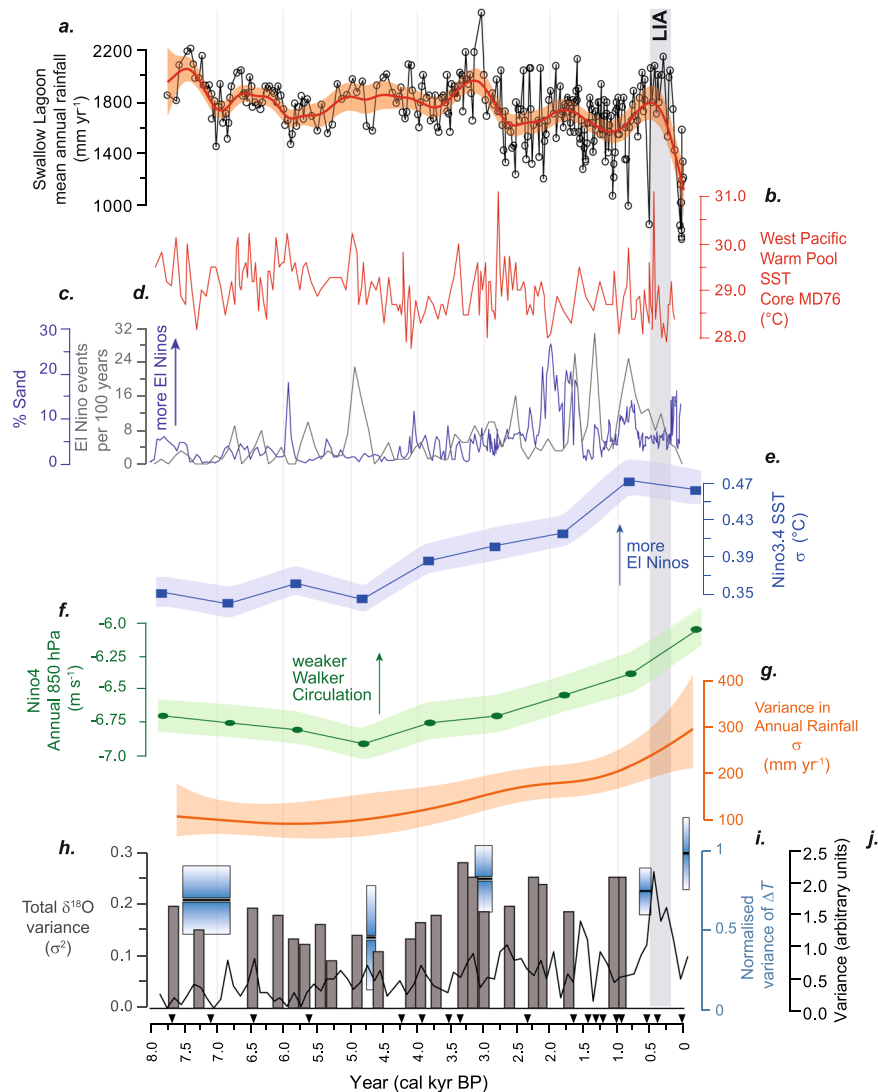 a.
LIA
2200
1800
1400
1000
Swallow Lagoon
mean annual rainfall
(mm yr⁻¹)
b.
31.0
30.0
29.0
28.0
West Pacific
Warm Pool
SST
Core MD76
(°C)
c.
d.
30
20
10
0
% Sand
32
24
16
8
0
El Nino events
per 100 years
more El Ninos
e.
0.47
0.43
0.39
0.35
Nino3.4 SST
σ (°C)
more
El Ninos
f.
-6.0
-6.25
-6.5
-6.75
-7.0
Nino4
Annual 850 hPa
(m s⁻¹)
weaker
Walker
Circulation
g.
400
300
200
100
Variance in
Annual Rainfall
σ
(mm yr⁻¹)
h.
0.3
0.2
0.1
0.0
Total δ¹⁸O
variance
(σ²)
i.
1
0.5
0
Normalised
variance of ΔT
j.
2.5
2.0
1.5
1.0
0.5
0.0
Variance (arbitrary units)
8.0 7.5 7.0 6.5 6.0 5.5 5.0 4.5 4.0 3.5 3.0 2.5 2.0 1.5 1.0 0.5 0
Year (cal kyr BP)